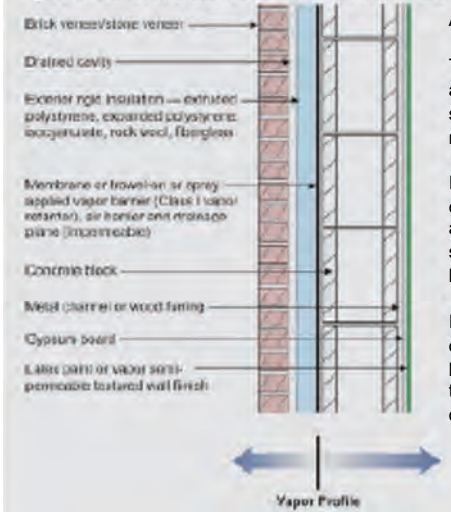 Brick veneer/stone veneer
Drained cavity
Exterior rigid insulation — extruded
polystyrene, expanded polystyrene,
isocyanurate, rock wool, fiberglass
Membrane or trowel-on or spray
applied vapor barrier (Class I vapor
retarder), air barrier and drainage
plane (impermeable)
Concrete block
Metal channel or wood furring
Gypsum board
Latex paint or vapor semi-
permeable textured wall finish
Vapor Profile